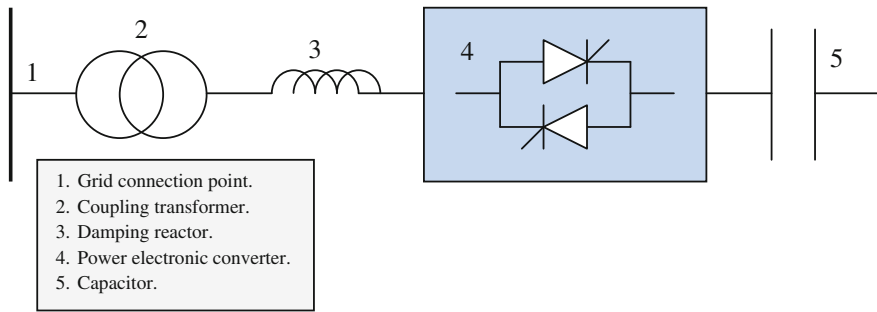 1
2
3
4
5
1. Grid connection point.
2. Coupling transformer.
3. Damping reactor.
4. Power electronic converter.
5. Capacitor.